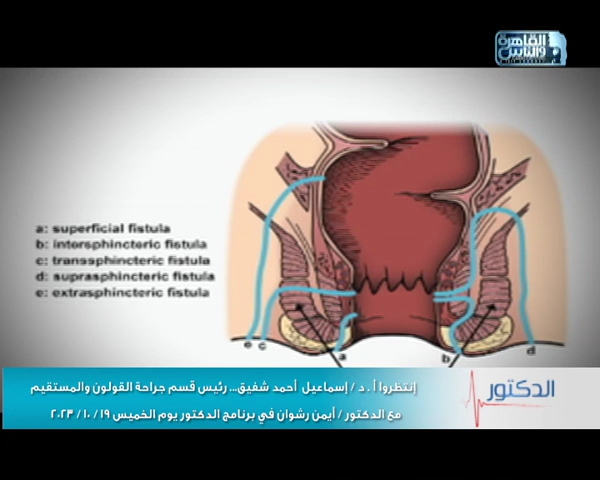 القاهرة
والناس
a: superficial fistula
b: intersphincteric fistula
c: transsphincteric fistula
d: suprasphincteric fistula
e: extrasphincteric fistula
e c a b d
إنتظروا أ . د / إسماعيل أحمد شفيق... رئيس قسم جراحة القولون والمستقيم
مع الدكتور / أيمن رشوان في برنامج الدكتور يوم الخميس ١٩ / ١٠ / ٢٠٢٣
الدكتور